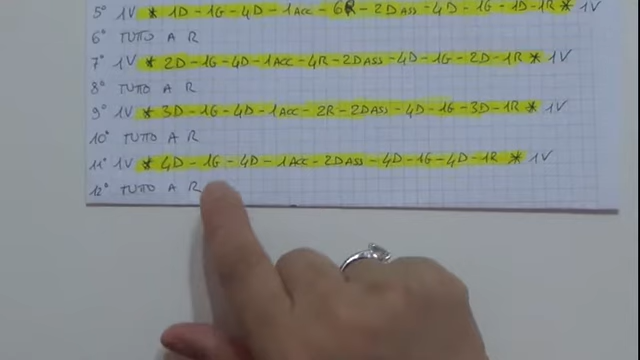 5° 1V * 1D-1G-4D-1ACC-6R-2DASS-4D-1G-1D-1R * 1V
6° TUTTO A R
7° 1V * 2D-1G-4D-1ACC-4R-2DASS-4D-1G-2D-1R * 1V
8° TUTTO A R
9° 1V * 3D-1G-4D-1ACC-2R-2DASS-4D-1G-3D-1R * 1V
10° TUTTO A R
11° 1V * 4D-1G-4D-1ACC-2DASS-4D-1G-4D-1R * 1V
12° TUTTO A R